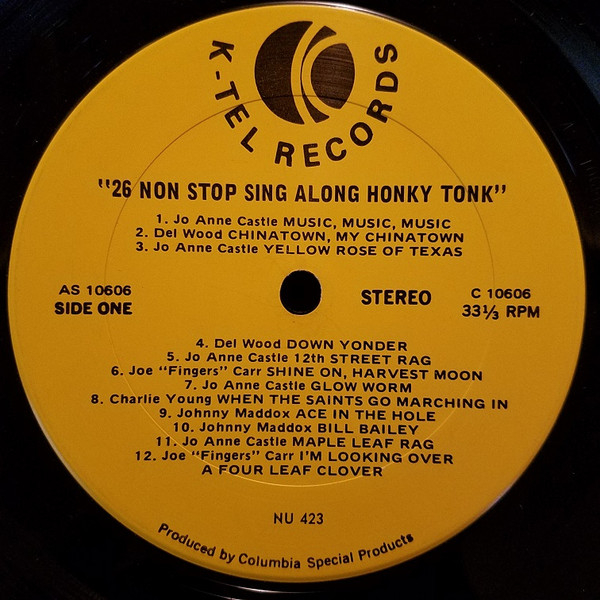 K-TEL RECORDS
"26 NON STOP SING ALONG HONKY TONK"
1. Jo Anne Castle MUSIC, MUSIC, MUSIC
2. Del Wood CHINATOWN, MY CHINATOWN
3. Jo Anne Castle YELLOW ROSE OF TEXAS
AS 10606
SIDE ONE
STEREO
C 10606
33⅓ RPM
4. Del Wood DOWN YONDER
5. Jo Anne Castle 12th STREET RAG
6. Joe "Fingers" Carr SHINE ON, HARVEST MOON
7. Jo Anne Castle GLOW WORM
8. Charlie Young WHEN THE SAINTS GO MARCHING IN
9. Johnny Maddox ACE IN THE HOLE
10. Johnny Maddox BILL BAILEY
11. Jo Anne Castle MAPLE LEAF RAG
12. Joe "Fingers" Carr I'M LOOKING OVER
A FOUR LEAF CLOVER
NU 423
Produced by Columbia Special Products